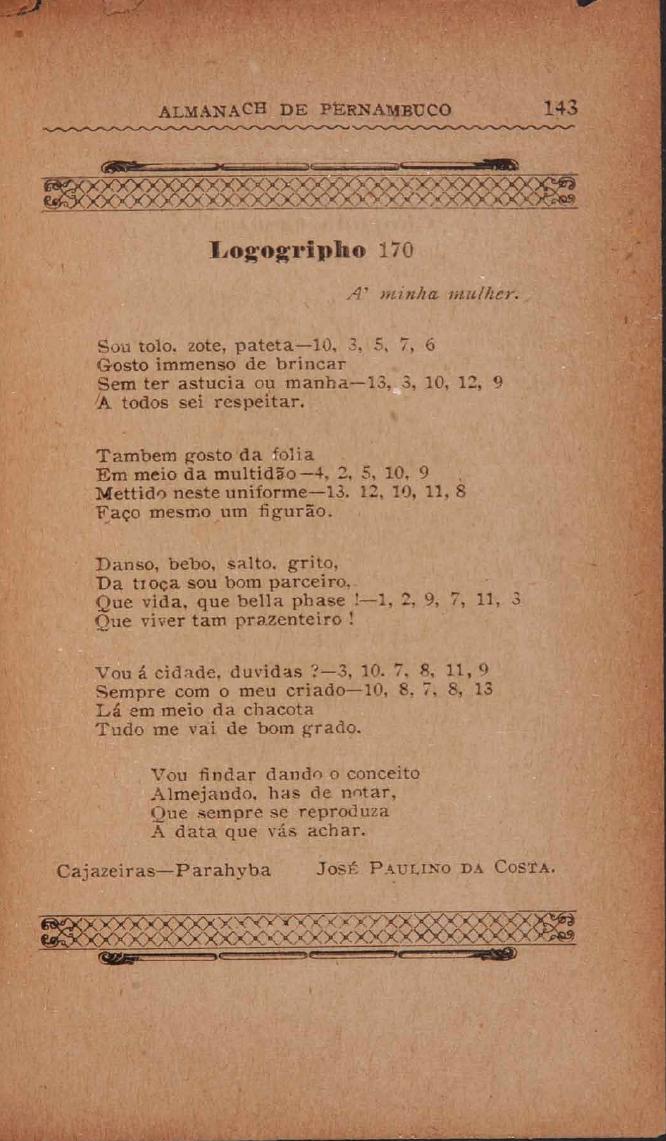 ALMANACH DE PERNAMBUCO 143
Logogripho 170
A' minha mulher.
Sou tolo. zote, pateta—10, 3, 5, 7, 6
Gosto immenso de brincar
Sem ter astucia ou manha—13, 3, 10, 12, 9
A todos sei respeitar.
Tambem gosto da folia
Em meio da multidão—4, 2, 5, 10, 9
Mettido neste uniforme—13. 12, 10, 11, 8
Faço mesmo um figurão.
Danso, bebo, salto. grito,
Da troça sou bom parceiro,
Que vida, que bella phase !—1, 2, 9, 7, 11, 3
Que viver tam prazenteiro !
Vou á cidade, duvidas ?—3, 10. 7, 8, 11, 9
Sempre com o meu criado—10, 8, 7, 8, 13
Lá em meio da chacota
Tudo me vai de bom grado.
Vou findar dando o conceito
Almejando, has de notar,
Que sempre se reproduza
A data que vás achar.
Cajazeiras—Parahyba JOSÉ PAULINO DA COSTA.